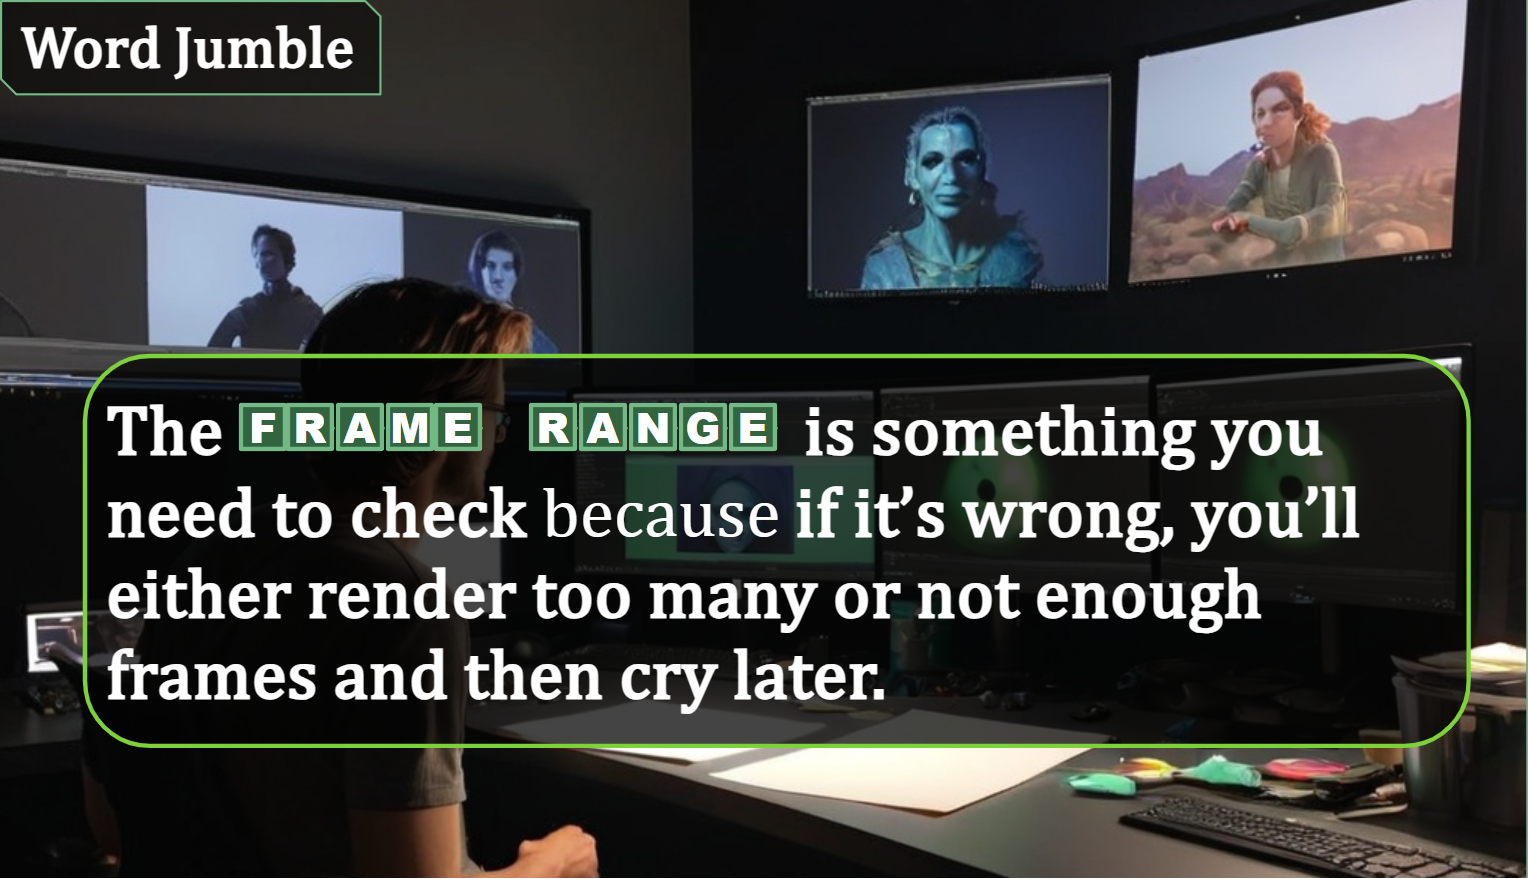 Word Jumble
The FRAME RANGE is something you
need to check because if it’s wrong, you’ll
either render too many or not enough
frames and then cry later.